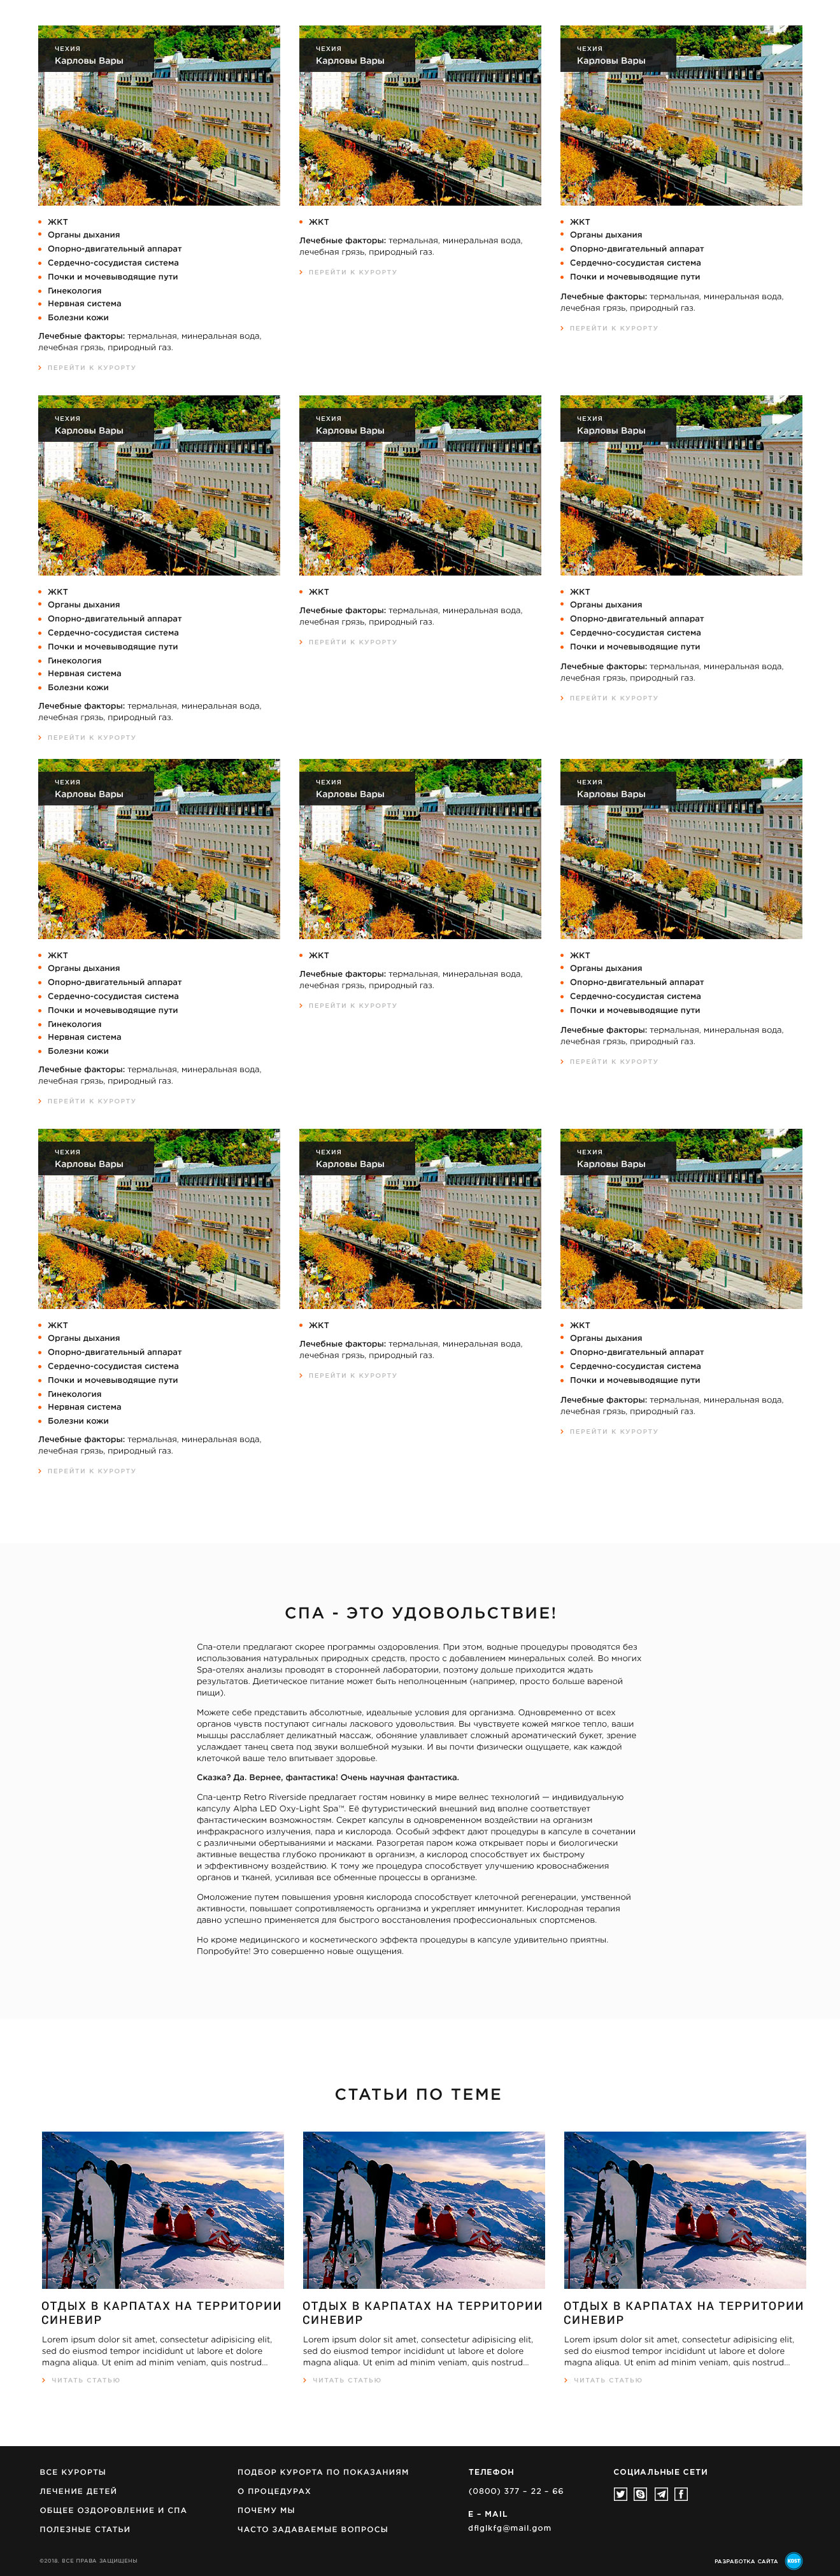 ЧЕХИЯ
Карловы Вары
ЖКТ
Органы дыхания
Опорно-двигательный аппарат
Сердечно-сосудистая система
Почки и мочевыводящие пути
Гинекология
Нервная система
Болезни кожи
Лечебные факторы: термальная, минеральная вода,
лечебная грязь, природный газ.
ПЕРЕЙТИ К КУРОРТУ
ЧЕХИЯ
Карловы Вары
ЖКТ
Лечебные факторы: термальная, минеральная вода,
лечебная грязь, природный газ.
ПЕРЕЙТИ К КУРОРТУ
ЧЕХИЯ
Карловы Вары
ЖКТ
Органы дыхания
Опорно-двигательный аппарат
Сердечно-сосудистая система
Почки и мочевыводящие пути
Лечебные факторы: термальная, минеральная вода,
лечебная грязь, природный газ.
ПЕРЕЙТИ К КУРОРТУ
ЧЕХИЯ
Карловы Вары
ЖКТ
Органы дыхания
Опорно-двигательный аппарат
Сердечно-сосудистая система
Почки и мочевыводящие пути
Гинекология
Нервная система
Болезни кожи
Лечебные факторы: термальная, минеральная вода,
лечебная грязь, природный газ.
ПЕРЕЙТИ К КУРОРТУ
ЧЕХИЯ
Карловы Вары
ЖКТ
Лечебные факторы: термальная, минеральная вода,
лечебная грязь, природный газ.
ПЕРЕЙТИ К КУРОРТУ
ЧЕХИЯ
Карловы Вары
ЖКТ
Органы дыхания
Опорно-двигательный аппарат
Сердечно-сосудистая система
Почки и мочевыводящие пути
Лечебные факторы: термальная, минеральная вода,
лечебная грязь, природный газ.
ПЕРЕЙТИ К КУРОРТУ
ЧЕХИЯ
Карловы Вары
ЖКТ
Органы дыхания
Опорно-двигательный аппарат
Сердечно-сосудистая система
Почки и мочевыводящие пути
Гинекология
Нервная система
Болезни кожи
Лечебные факторы: термальная, минеральная вода,
лечебная грязь, природный газ.
ПЕРЕЙТИ К КУРОРТУ
ЧЕХИЯ
Карловы Вары
ЖКТ
Лечебные факторы: термальная, минеральная вода,
лечебная грязь, природный газ.
ПЕРЕЙТИ К КУРОРТУ
ЧЕХИЯ
Карловы Вары
ЖКТ
Органы дыхания
Опорно-двигательный аппарат
Сердечно-сосудистая система
Почки и мочевыводящие пути
Лечебные факторы: термальная, минеральная вода,
лечебная грязь, природный газ.
ПЕРЕЙТИ К КУРОРТУ
ЧЕХИЯ
Карловы Вары
ЖКТ
Органы дыхания
Опорно-двигательный аппарат
Сердечно-сосудистая система
Почки и мочевыводящие пути
Гинекология
Нервная система
Болезни кожи
Лечебные факторы: термальная, минеральная вода,
лечебная грязь, природный газ.
ПЕРЕЙТИ К КУРОРТУ
ЧЕХИЯ
Карловы Вары
ЖКТ
Лечебные факторы: термальная, минеральная вода,
лечебная грязь, природный газ.
ПЕРЕЙТИ К КУРОРТУ
ЧЕХИЯ
Карловы Вары
ЖКТ
Органы дыхания
Опорно-двигательный аппарат
Сердечно-сосудистая система
Почки и мочевыводящие пути
Лечебные факторы: термальная, минеральная вода,
лечебная грязь, природный газ.
ПЕРЕЙТИ К КУРОРТУ
СПА - ЭТО УДОВОЛЬСТВИЕ!
Спа-отели предлагают скорее программы оздоровления. При этом, водные процедуры проводятся без
использования натуральных природных средств, просто с добавлением минеральных солей. Во многих
Spa-отелях анализы проводят в сторонней лаборатории, поэтому дольше приходится ждать
результатов. Диетическое питание может быть неполноценным (например, просто больше вареной
пищи).
Можете себе представить абсолютные, идеальные условия для организма. Одновременно от всех
органов чувств поступают сигналы ласкового удовольствия. Вы чувствуете кожей мягкое тепло, ваши
мышцы расслабляет деликатный массаж, обоняние улавливает сложный ароматический букет, зрение
услаждает танец света под звуки волшебной музыки. И вы почти физически ощущаете, как каждой
клеточкой ваше тело впитывает здоровье.
Сказка? Да. Вернее, фантастика! Очень научная фантастика.
Спа-центр Retro Riverside предлагает гостям новинку в мире велнес технологий — индивидуальную
капсулу Alpha LED Oxy-Light Spa™. Её футуристический внешний вид вполне соответствует
фантастическим возможностям. Секрет капсулы в одновременном воздействии на организм
инфракрасного излучения, пара и кислорода. Особый эффект дают процедуры в капсуле в сочетании
с различными обертываниями и масками. Разогретая паром кожа открывает поры и биологически
активные вещества глубоко проникают в организм, а кислород способствует их быстрому
и эффективному воздействию. К тому же процедура способствует улучшению кровоснабжения
органов и тканей, усиливая все обменные процессы в организме.
Омоложение путем повышения уровня кислорода способствует клеточной регенерации, умственной
активности, повышает сопротивляемость организма и укрепляет иммунитет. Кислородная терапия
давно успешно применяется для быстрого восстановления профессиональных спортсменов.
Но кроме медицинского и косметического эффекта процедуры в капсуле удивительно приятны.
Попробуйте! Это совершенно новые ощущения.
СТАТЬИ ПО ТЕМЕ
ОТДЫХ В КАРПАТАХ НА ТЕРРИТОРИИ
СИНЕВИР
Lorem ipsum dolor sit amet, consectetur adipisicing elit,
sed do eiusmod tempor incididunt ut labore et dolore
magna aliqua. Ut enim ad minim veniam, quis nostrud...
ЧИТАТЬ СТАТЬЮ
ОТДЫХ В КАРПАТАХ НА ТЕРРИТОРИИ
СИНЕВИР
Lorem ipsum dolor sit amet, consectetur adipisicing elit,
sed do eiusmod tempor incididunt ut labore et dolore
magna aliqua. Ut enim ad minim veniam, quis nostrud...
ЧИТАТЬ СТАТЬЮ
ОТДЫХ В КАРПАТАХ НА ТЕРРИТОРИИ
СИНЕВИР
Lorem ipsum dolor sit amet, consectetur adipisicing elit,
sed do eiusmod tempor incididunt ut labore et dolore
magna aliqua. Ut enim ad minim veniam, quis nostrud...
ЧИТАТЬ СТАТЬЮ
ВСЕ КУРОРТЫ
ЛЕЧЕНИЕ ДЕТЕЙ
ОБЩЕЕ ОЗДОРОВЛЕНИЕ И СПА
ПОЛЕЗНЫЕ СТАТЬИ
ПОДБОР КУРОРТА ПО ПОКАЗАНИЯМ
О ПРОЦЕДУРАХ
ПОЧЕМУ МЫ
ЧАСТО ЗАДАВАЕМЫЕ ВОПРОСЫ
ТЕЛЕФОН
(0800) 377 – 22 – 66
E – MAIL
dflglkfg@mail.gom
СОЦИАЛЬНЫЕ СЕТИ
©2018. ВСЕ ПРАВА ЗАЩИЩЕНЫ
РАЗРАБОТКА САЙТА